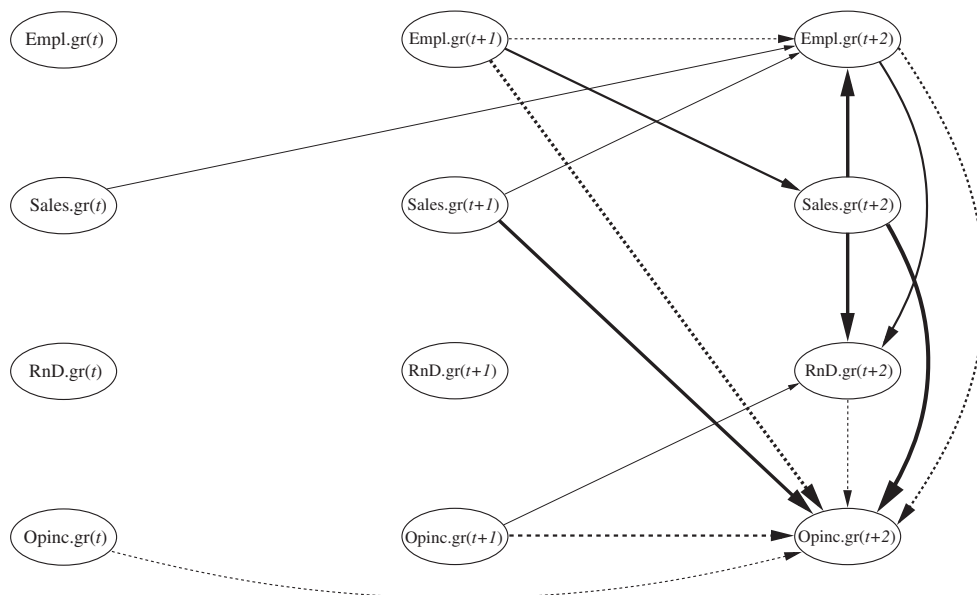 Empl.gr(t)
Empl.gr(t+1)
Empl.gr(t+2)
Sales.gr(t)
Sales.gr(t+1)
Sales.gr(t+2)
RnD.gr(t)
RnD.gr(t+1)
RnD.gr(t+2)
Opinc.gr(t)
Opinc.gr(t+1)
Opinc.gr(t+2)